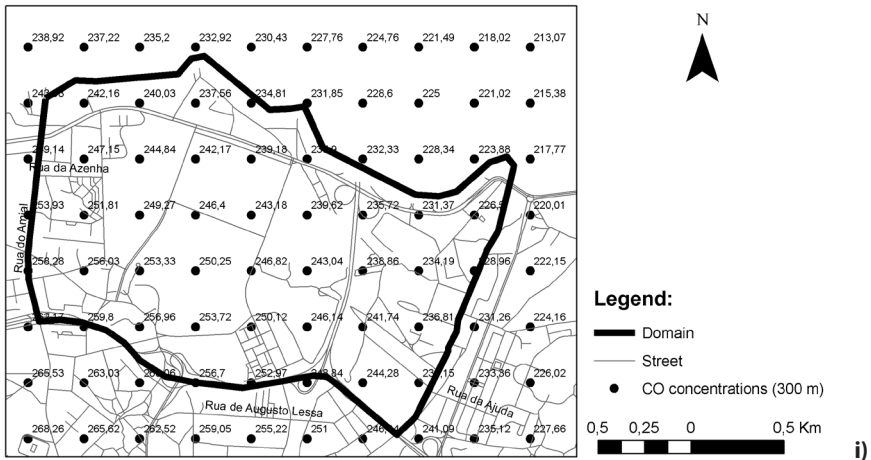 238,92 237,22 235,2 232,92 230,43 227,76 224,76 221,49 218,02 213,07
242,16 240,03 237,56 234,81 231,85 228,6 225 221,02 215,38
247,15 244,84 242,17 239,18 232,33 228,34 223,88 217,77
Rua da Azenha
253,93 251,81 249,27 246,4 243,18 239,62 235,72 231,37 220,01
Rua do Amial
258,28 256,03 253,33 250,25 246,82 243,04 238,86 234,19 228,96 222,15
259,8 256,96 253,72 250,12 246,14 241,74 236,81 231,26 224,16
265,53 263,03 256,7 252,97 244,28 233,36 226,02
Rua da Ajuda
Rua de Augusto Lessa
268,26 265,62 262,52 259,05 255,22 251 241,09 235,12 227,66
N
Legend:
Domain
Street
CO concentrations (300 m)
0,5 0,25 0 0,5 Km
i)